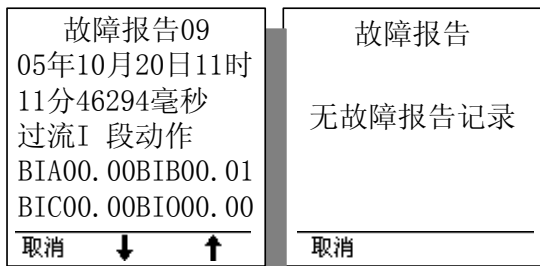 故障报告09
05年10月20日11时
11分46294毫秒
过流I 段动作
BIA00.00BIB00.01
BIC00.00BI000.00
取消 ↓ ↑
故障报告
无故障报告记录
取消